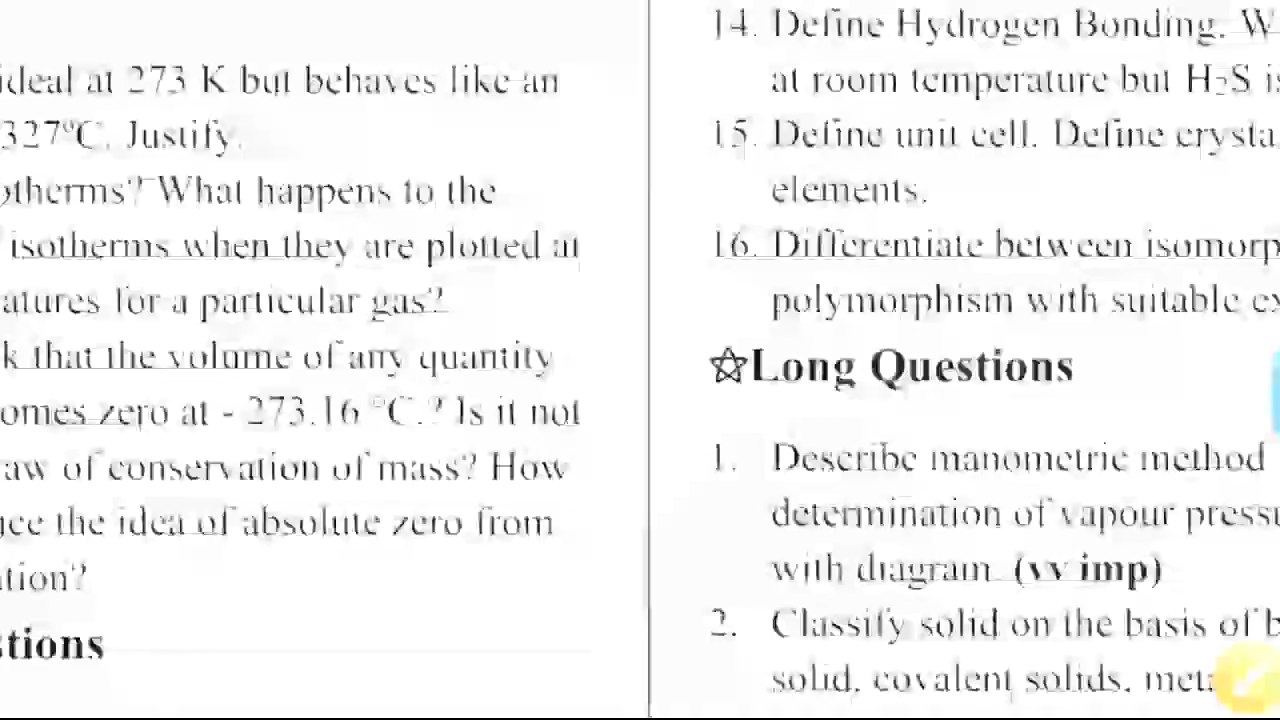 ideal at 273 K but behaves like an
327°C. Justify.
otherms? What happens to the
isotherms when they are plotted at
atures for a particular gas?
k that the volume of any quantity
omes zero at - 273.16 °C.? Is it not
aw of conservation of mass? How
the idea of absolute zero from
tion?
stions
14. Define Hydrogen Bonding. W
at room temperature but H₂S is
15. Define unit cell. Define crysta
elements.
16. Differentiate between isomorp
polymorphism with suitable ex
☆Long Questions
1. Describe manometric method
determination of vapour pressu
with diagram. (vv imp)
2. Classify solid on the basis of b
solid, covalent solids, meta